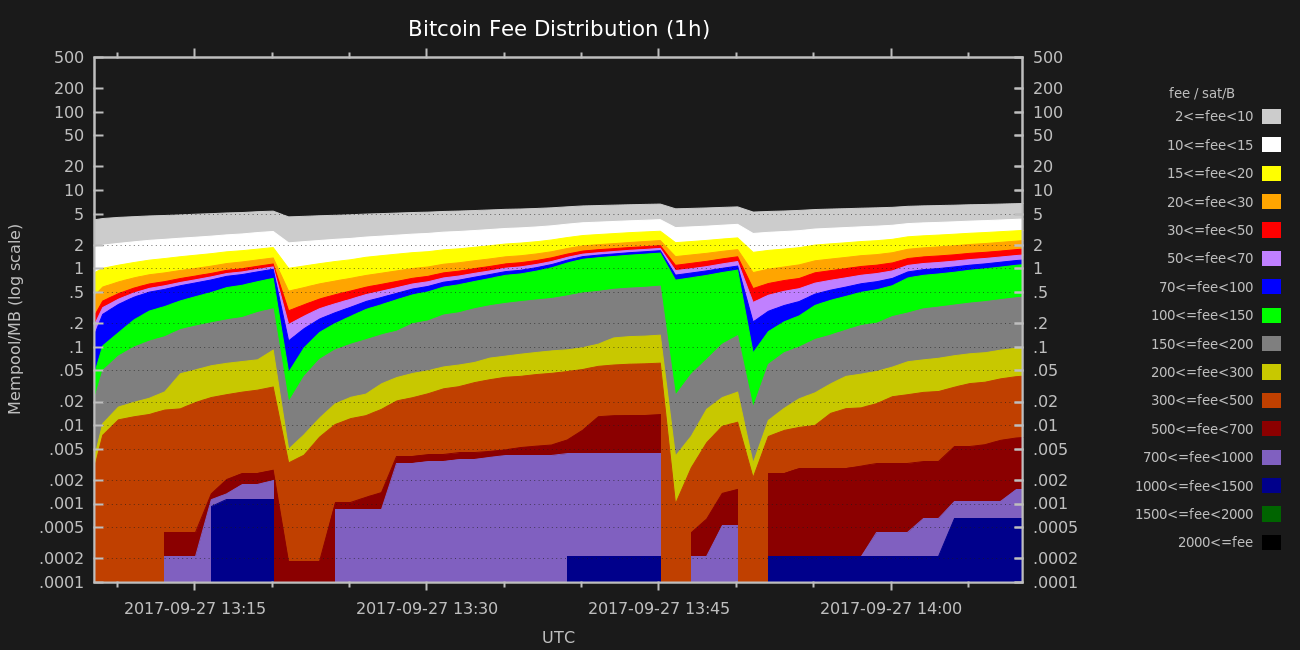 Bitcoin Fee Distribution (1h)
500 500
200 200
100 100
50 50
20 20
10 10
5 5
2 2
1 1
.5 .5
.2 .2
.1 .1
.05 .05
.02 .02
.01 .01
.005 .005
.002 .002
.001 .001
.0005 .0005
.0002 .0002
.0001 .0001
Mempool/MB (log scale)
2017-09-27 13:15 2017-09-27 13:30 2017-09-27 13:45 2017-09-27 14:00
UTC
fee / sat/B
2<=fee<10
10<=fee<15
15<=fee<20
20<=fee<30
30<=fee<50
50<=fee<70
70<=fee<100
100<=fee<150
150<=fee<200
200<=fee<300
300<=fee<500
500<=fee<700
700<=fee<1000
1000<=fee<1500
1500<=fee<2000
2000<=fee